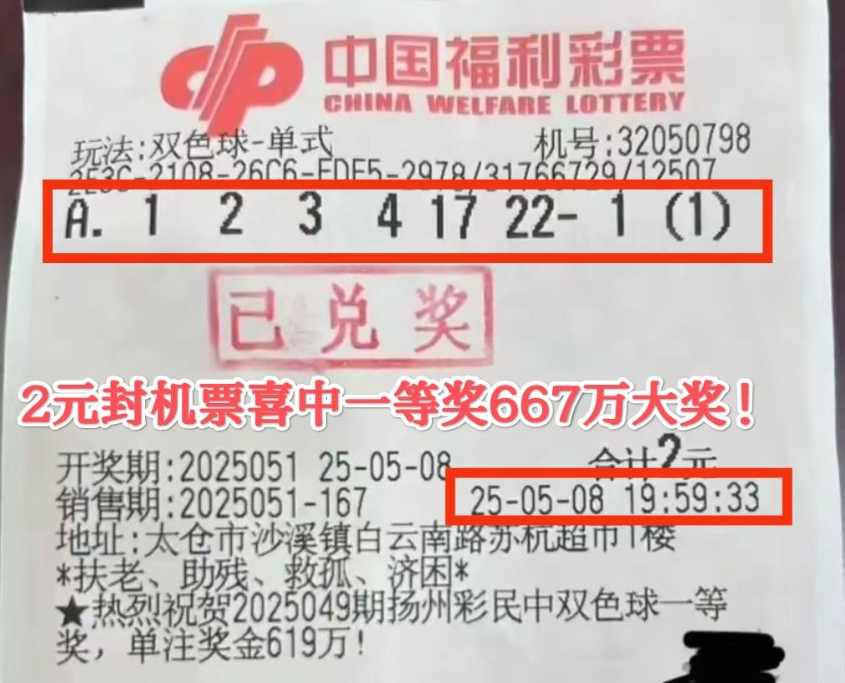 中国福利彩票
CHINA WELFARE LOTTERY
玩法:双色球-单式 机号:32050798
2E3C-2108-26C6-FDF5-2978/31766729/12507
A. 1 2 3 4 17 22- 1 (1)
已兑奖
2元封机票喜中一等奖667万大奖!
开奖期:2025051 25-05-08 合计2元
销售期:2025051-167 25-05-08 19:59:33
地址:太仓市沙溪镇白云南路苏杭超市1楼
*扶老、助残、救孤、济困*
★热烈祝贺2025049期扬州彩民中双色球一等
奖,单注奖金619万!